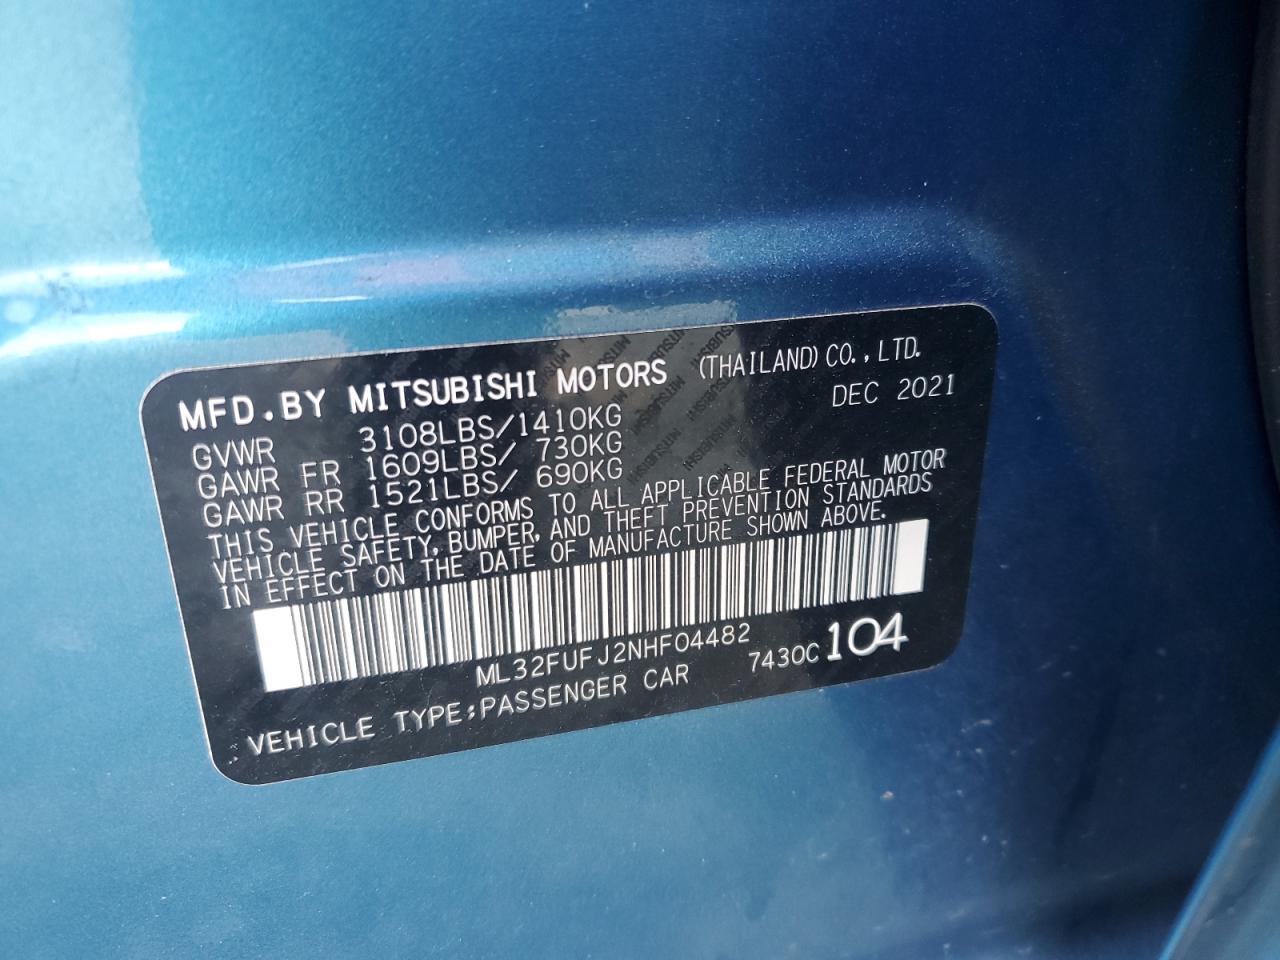 MFD.BY MITSUBISHI MOTORS (THAILAND) CO.,LTD.
DEC 2021
GVWR 3108LBS/1410KG
GAWR FR 1609LBS/ 730KG
GAWR RR 1521LBS/ 690KG
THIS VEHICLE CONFORMS TO ALL APPLICABLE FEDERAL MOTOR
VEHICLE SAFETY, BUMPER, AND THEFT PREVENTION STANDARDS
IN EFFECT ON THE DATE OF MANUFACTURE SHOWN ABOVE.
ML32FUFJ2NHF04482
7430C 104
VEHICLE TYPE:PASSENGER CAR
MITSUBISHI